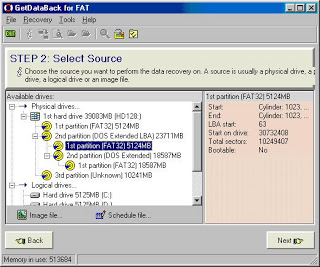 GetDataBack for FAT
File Recovery Tools Help
STEP 2: Select Source
Choose the source you want to perform the data recovery on. A source is usually a physical drive, a
drive, a logical drive or an image file.
Available drives:
Physical drives...
1st hard drive 39083MB (HD128:)
1st partition (FAT32) 5124MB
2nd partition (DOS Extended LBA) 23711MB
1st partition (FAT32) 5124MB
2nd partition (DOS Extended) 18587MB
1st partition (FAT32) 18587MB
3rd partition (Unknown) 10241MB
Logical drives...
Hard drive 5125MB (C:)
1st partition (FAT32) 5124MB
Start: Cylinder: 1023, ...
End: Cylinder: 1023, ...
LBA start: 63
Start on drive: 30732408
Total sectors: 10249407
Bootable: No
Image file...
Schedule file...
Back
Next
Memory in use: 513684